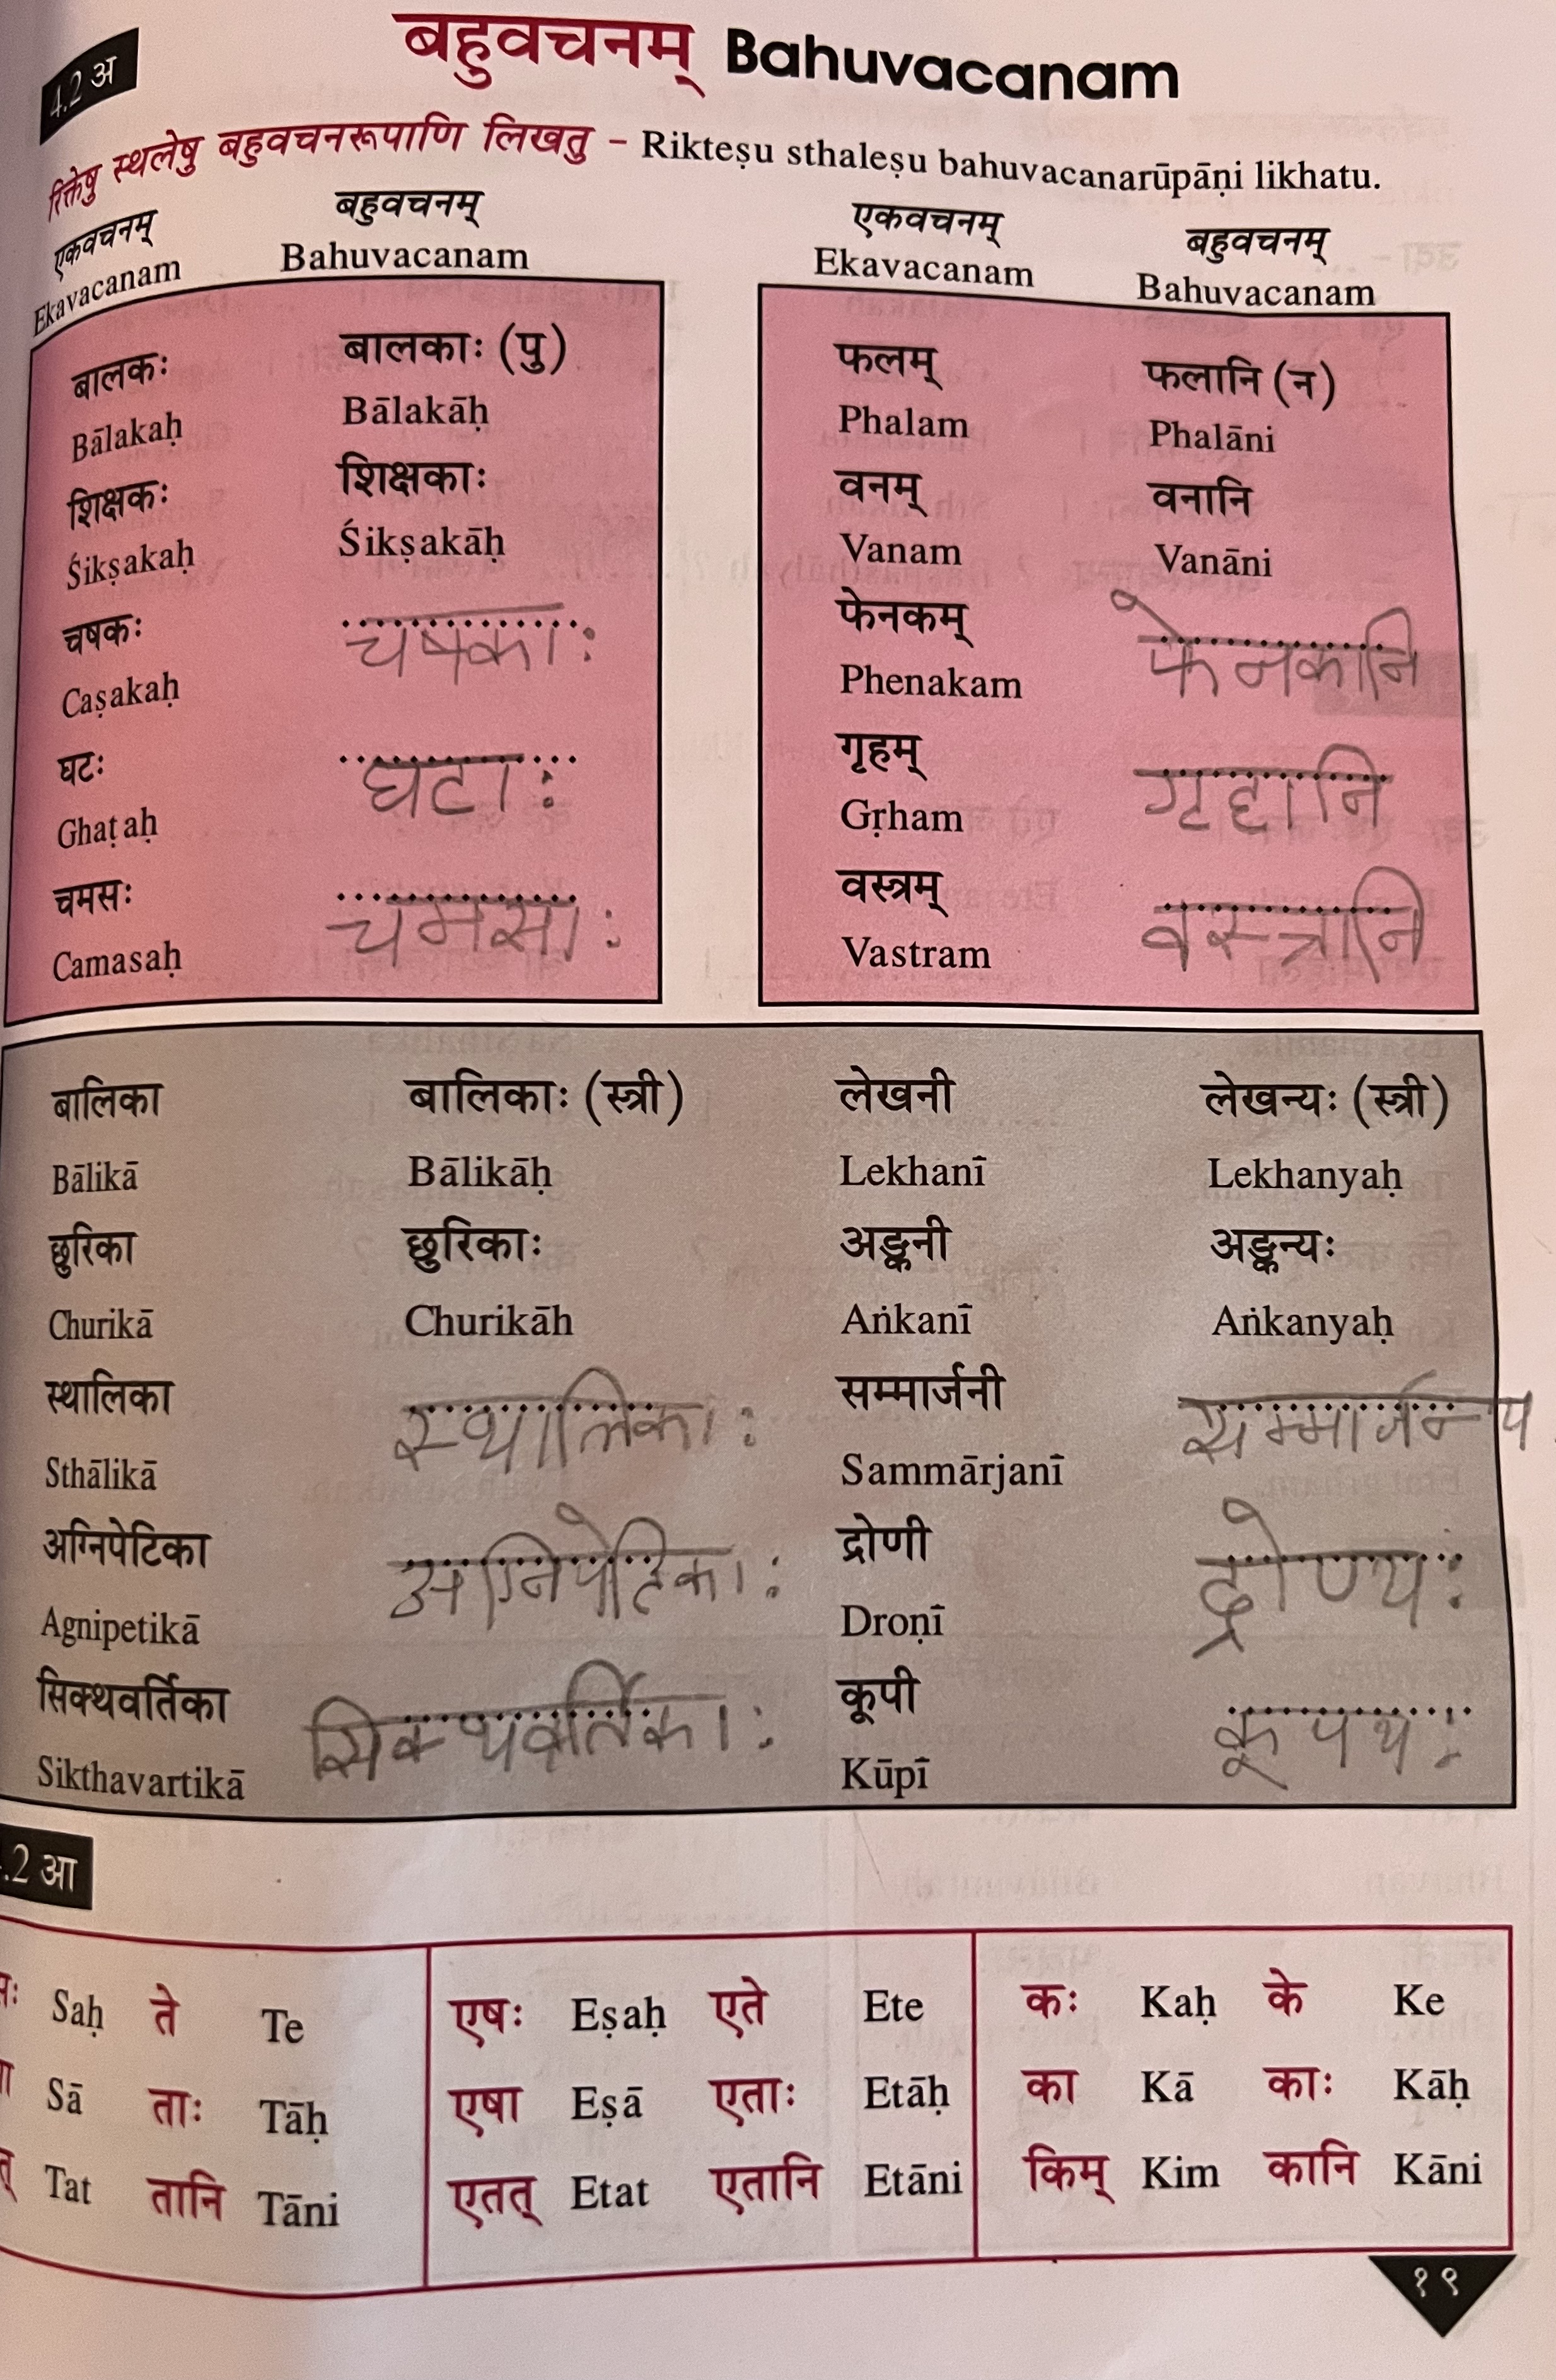 4.2 अ
बहुवचनम् Bahuvacanam
रिक्तेषु स्थलेषु बहुवचनरूपाणि लिखतु – Rikteṣu sthaleṣu bahuvacanarūpāṇi likhatu.
एकवचनम् बहुवचनम् एकवचनम् बहुवचनम्
Ekavacanam Bahuvacanam Ekavacanam Bahuvacanam
बालकः बालकाः (पु)
Bālakaḥ Bālakāḥ
शिक्षकः शिक्षकाः
Śikṣakaḥ Śikṣakāḥ
चषकः चषकाः
Caṣakaḥ
घटः घटाः
Ghaṭaḥ
चमसः चमसाः
Camasaḥ
फलम् फलानि (न)
Phalam Phalāni
वनम् वनानि
Vanam Vanāni
फेनकम् फेनकानि
Phenakam
गृहम् गृहानि
Gṛham
वस्त्रम् वस्त्रानि
Vastram
बालिका बालिकाः (स्त्री) लेखनी लेखन्यः (स्त्री)
Bālikā Bālikāḥ Lekhanī Lekhanyaḥ
छुरिका छुरिकाः अङ्कनी अङ्कन्यः
Churikā Churikāh Aṅkanī Aṅkanyaḥ
स्थालिका स्थालिकाः सम्मार्जनी सम्मार्जन्य
Sthālikā Sammārjanī
अग्निपेटिका अग्निपेटिकाः द्रोणी द्रोण्यः
Agnipetikā Droṇī
सिक्थवर्तिका सिक्थवर्तिकाः कूपी कूपयः
Sikthavartikā Kūpī
.2 आ
Saḥ ते Te एषः Eṣaḥ एते Ete कः Kaḥ के Ke
Sā ताः Tāḥ एषा Eṣā एताः Etāḥ का Kā काः Kāḥ
Tat तानि Tāni एतत् Etat एतानि Etāni किम् Kim कानि Kāni
१९